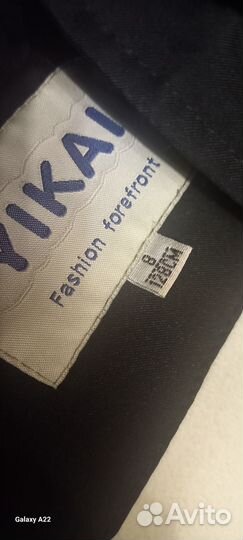 YIKAI
Fashion forefront
8
128CM
Galaxy A22
Avito